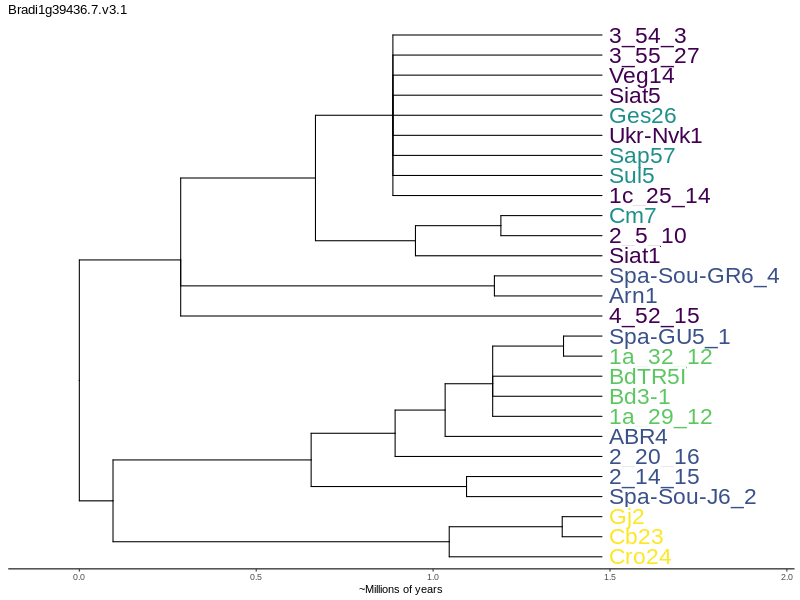 Bradi1g39436.7.v3.1
3_54_3
3_55_27
Veg14
Siat5
Ges26
Ukr-Nvk1
Sap57
Sul5
1c_25_14
Cm7
2_5_10
Siat1
Spa-Sou-GR6_4
Arn1
4_52_15
Spa-GU5_1
1a_32_12
BdTR5I
Bd3-1
1a_29_12
ABR4
2_20_16
2_14_15
Spa-Sou-J6_2
Gj2
Cb23
Cro24
0.0 0.5 1.0 1.5 2.0
~Millions of years